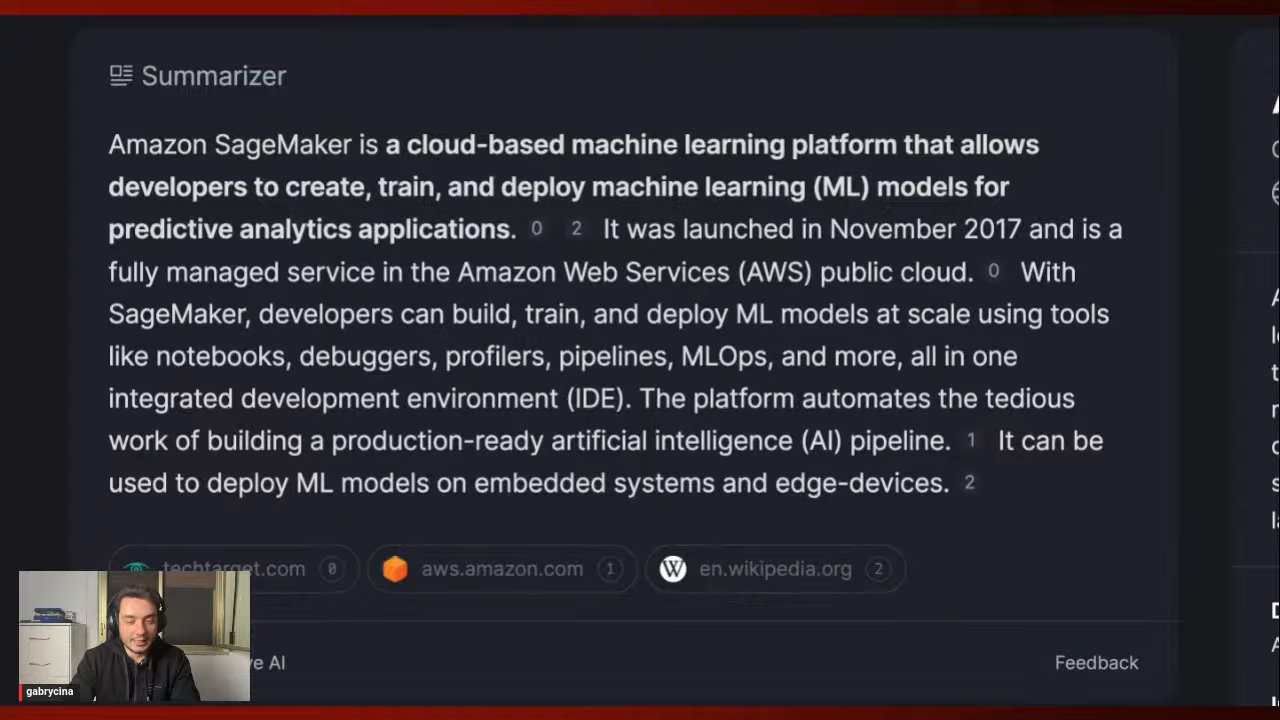 Summarizer
Amazon SageMaker is a cloud-based machine learning platform that allows
developers to create, train, and deploy machine learning (ML) models for
predictive analytics applications. 0 2 It was launched in November 2017 and is a
fully managed service in the Amazon Web Services (AWS) public cloud. 0 With
SageMaker, developers can build, train, and deploy ML models at scale using tools
like notebooks, debuggers, profilers, pipelines, MLOps, and more, all in one
integrated development environment (IDE). The platform automates the tedious
work of building a production-ready artificial intelligence (AI) pipeline. 1 It can be
used to deploy ML models on embedded systems and edge-devices. 2
techtarget.com 0 aws.amazon.com 1 W en.wikipedia.org 2
AI Feedback
gabrycina